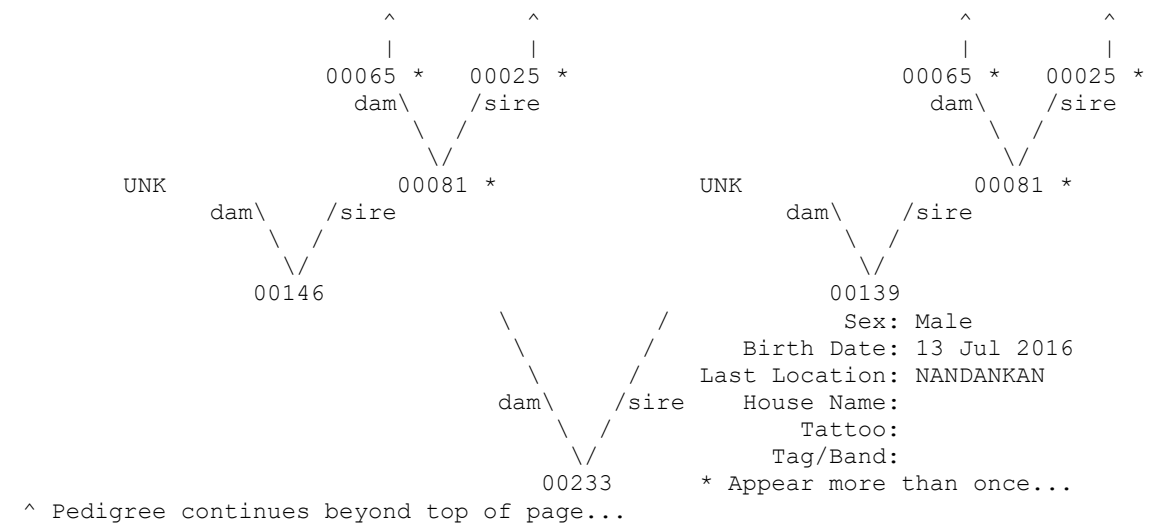 ^ ^ ^ ^
| | | |
00065 * 00025 * 00065 * 00025 *
dam\ /sire dam\ /sire
\ / \ /
\/ \/
UNK 00081 * UNK 00081 *
dam\ /sire dam\ /sire
\ / \ /
\/ \/
00146 00139
\ / Sex: Male
\ / Birth Date: 13 Jul 2016
\ / Last Location: NANDANKAN
dam\ /sire House Name:
\ / Tattoo:
\/ Tag/Band:
00233 * Appear more than once...
^ Pedigree continues beyond top of page...